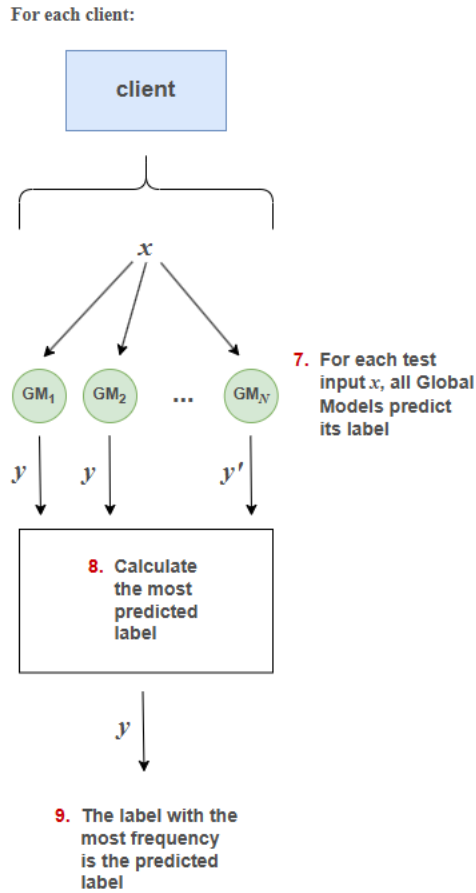 For each client:
client
x
GM1 GM2 ... GMN
7. For each test
input x, all Global
Models predict
its label
y y y'
8. Calculate
the most
predicted
label
y
9. The label with the
most frequency
is the predicted
label